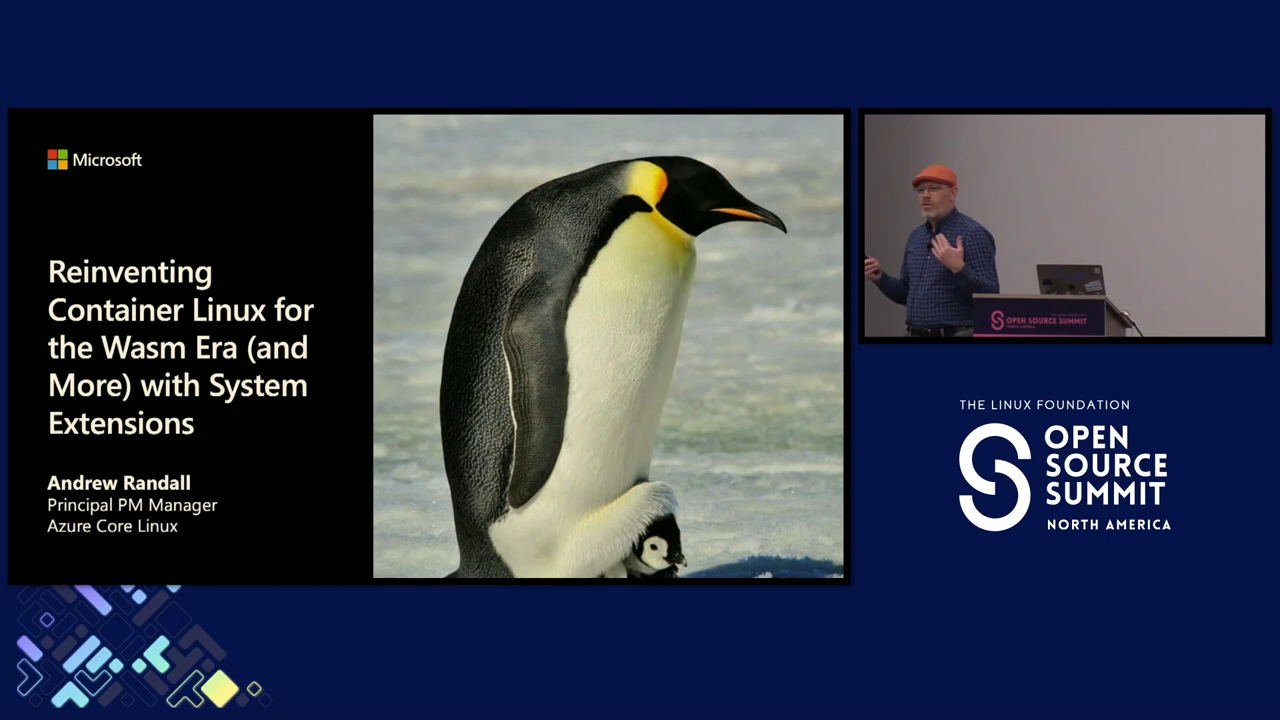 Microsoft
Reinventing
Container Linux for
the Wasm Era (and
More) with System
Extensions
Andrew Randall
Principal PM Manager
Azure Core Linux
OPEN SOURCE SUMMIT
THE LINUX FOUNDATION
OPEN
SOURCE
SUMMIT
NORTH AMERICA